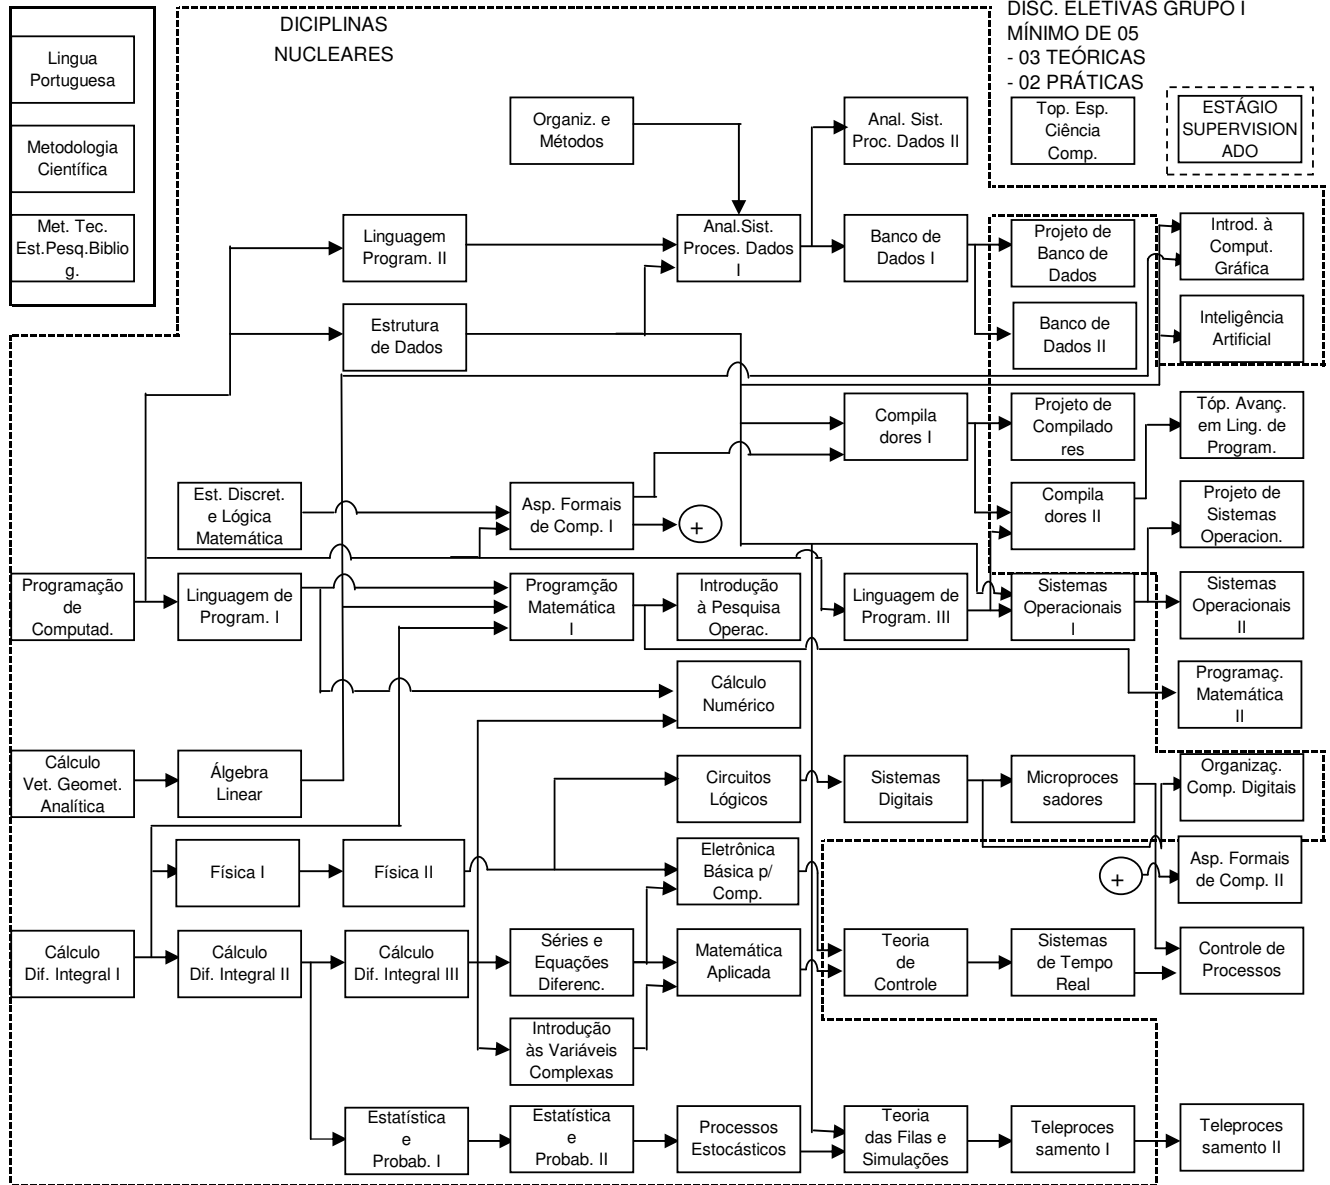 DICIPLINAS
NUCLEARES
DISC. ELETIVAS GRUPO I
MÍNIMO DE 05
- 03 TEÓRICAS
- 02 PRÁTICAS
Lingua
Portuguesa
Metodologia
Científica
Met. Tec.
Est.Pesq.Biblio
g.
Organiz. e
Métodos
Anal. Sist.
Proc. Dados II
Top. Esp.
Ciência
Comp.
ESTÁGIO
SUPERVISION
ADO
Linguagem
Program. II
Anal.Sist.
Proces. Dados
I
Banco de
Dados I
Projeto de
Banco de
Dados
Introd. à
Comput.
Gráfica
Estrutura
de Dados
Banco de
Dados II
Inteligência
Artificial
Compila
dores I
Projeto de
Compilado
res
Tóp. Avanç.
em Ling. de
Program.
Est. Discret.
e Lógica
Matemática
Asp. Formais
de Comp. I
+
Compila
dores II
Projeto de
Sistemas
Operacion.
Programação
de
Computad.
Linguagem de
Program. I
Programção
Matemática
I
Introdução
à Pesquisa
Operac.
Linguagem de
Program. III
Sistemas
Operacionais
I
Sistemas
Operacionais
II
Cálculo
Numérico
Programaç.
Matemática
II
Cálculo
Vet. Geomet.
Analítica
Álgebra
Linear
Circuitos
Lógicos
Sistemas
Digitais
Microproces
sadores
Organizaç.
Comp. Digitais
Física I
Física II
Eletrônica
Básica p/
Comp.
+
Asp. Formais
de Comp. II
Cálculo
Dif. Integral I
Cálculo
Dif. Integral II
Cálculo
Dif. Integral III
Séries e
Equações
Diferenc.
Matemática
Aplicada
Teoria
de
Controle
Sistemas
de Tempo
Real
Controle de
Processos
Introdução
às Variáveis
Complexas
Estatística
e
Probab. I
Estatística
e
Probab. II
Processos
Estocásticos
Teoria
das Filas e
Simulações
Teleproces
samento I
Teleproces
samento II